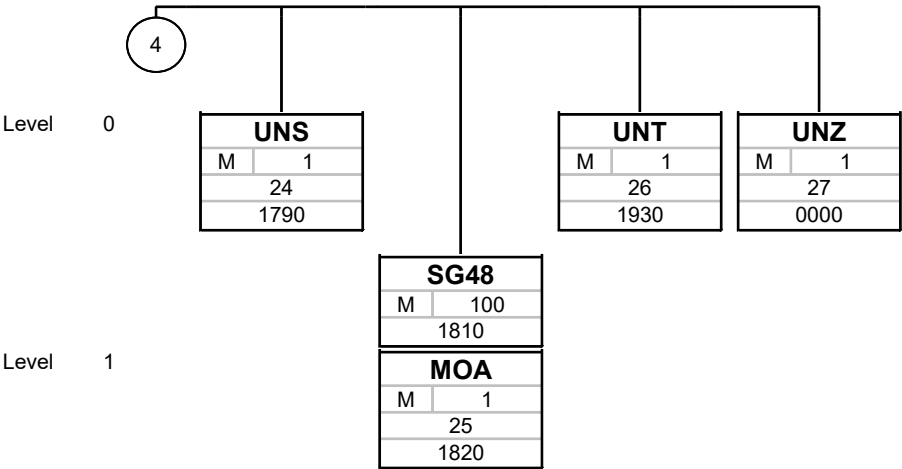 4
Level 0
UNS UNT UNZ
M 1 M 1 M 1
24 26 27
1790 1930 0000
SG48
M 100
1810
Level 1
MOA
M 1
25
1820